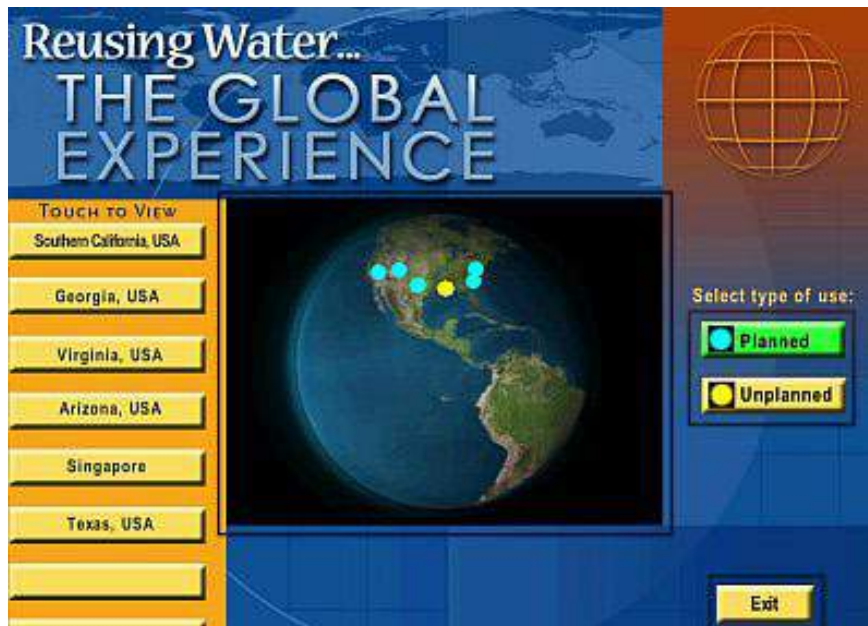 Reusing Water...
THE GLOBAL
EXPERIENCE
TOUCH TO VIEW
Southern California, USA
Georgia, USA
Virginia, USA
Arizona, USA
Singapore
Texas, USA
Select type of use:
Planned
Unplanned
Exit